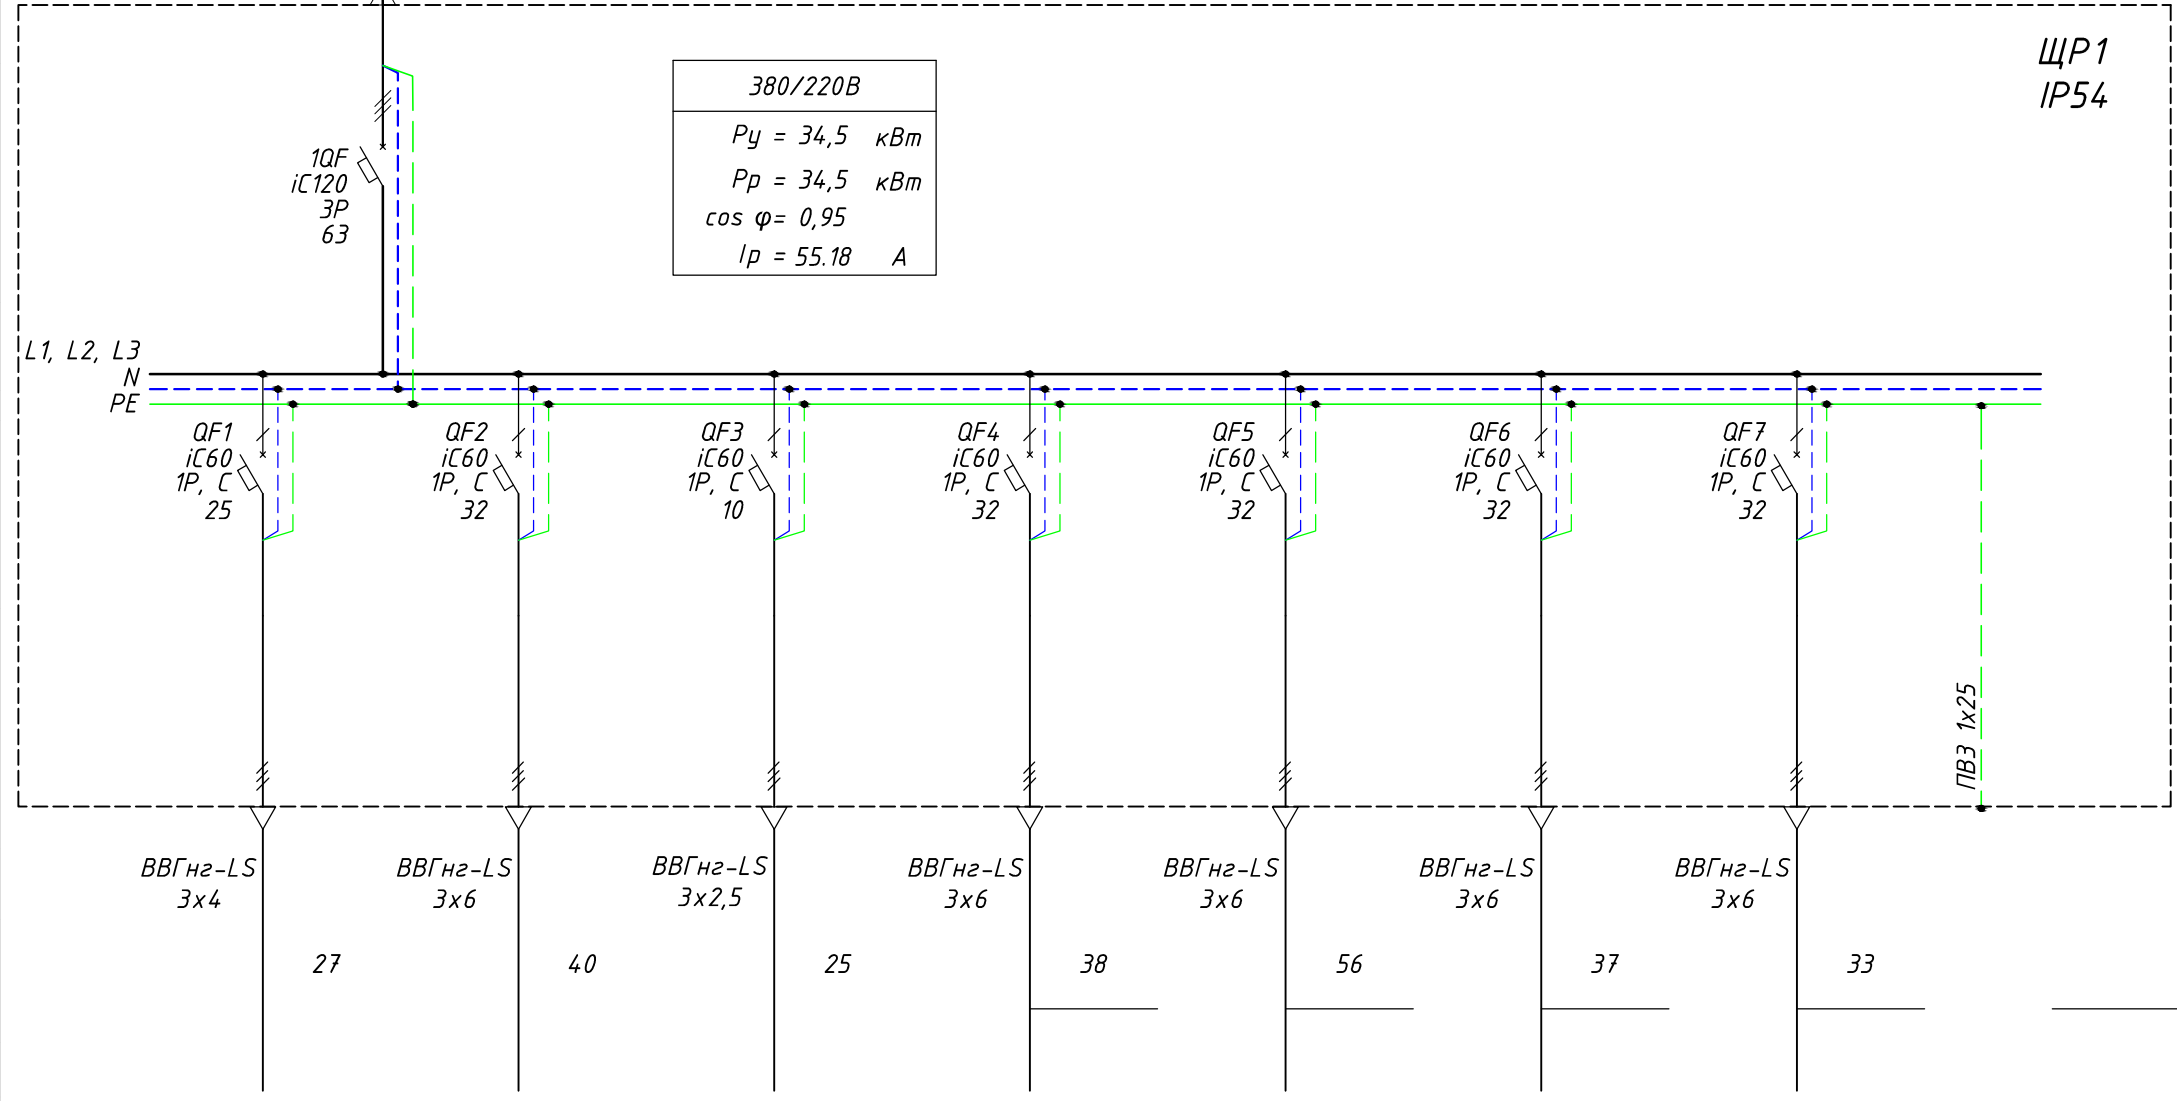 ЩР1
IP54
380/220В
Ру = 34,5 кВт
Рр = 34,5 кВт
cos φ= 0,95
Iр = 55.18 А
1QF
iC120
3P
63
L1, L2, L3
N
PE
QF1
iC60
1P, C
25
QF2
iC60
1P, C
32
QF3
iC60
1P, C
10
QF4
iC60
1P, C
32
QF5
iC60
1P, C
32
QF6
iC60
1P, C
32
QF7
iC60
1P, C
32
ПВ3 1х25
ВВГнг-LS
3х4
27
ВВГнг-LS
3х6
40
ВВГнг-LS
3х2,5
25
ВВГнг-LS
3х6
38
ВВГнг-LS
3х6
56
ВВГнг-LS
3х6
37
ВВГнг-LS
3х6
33